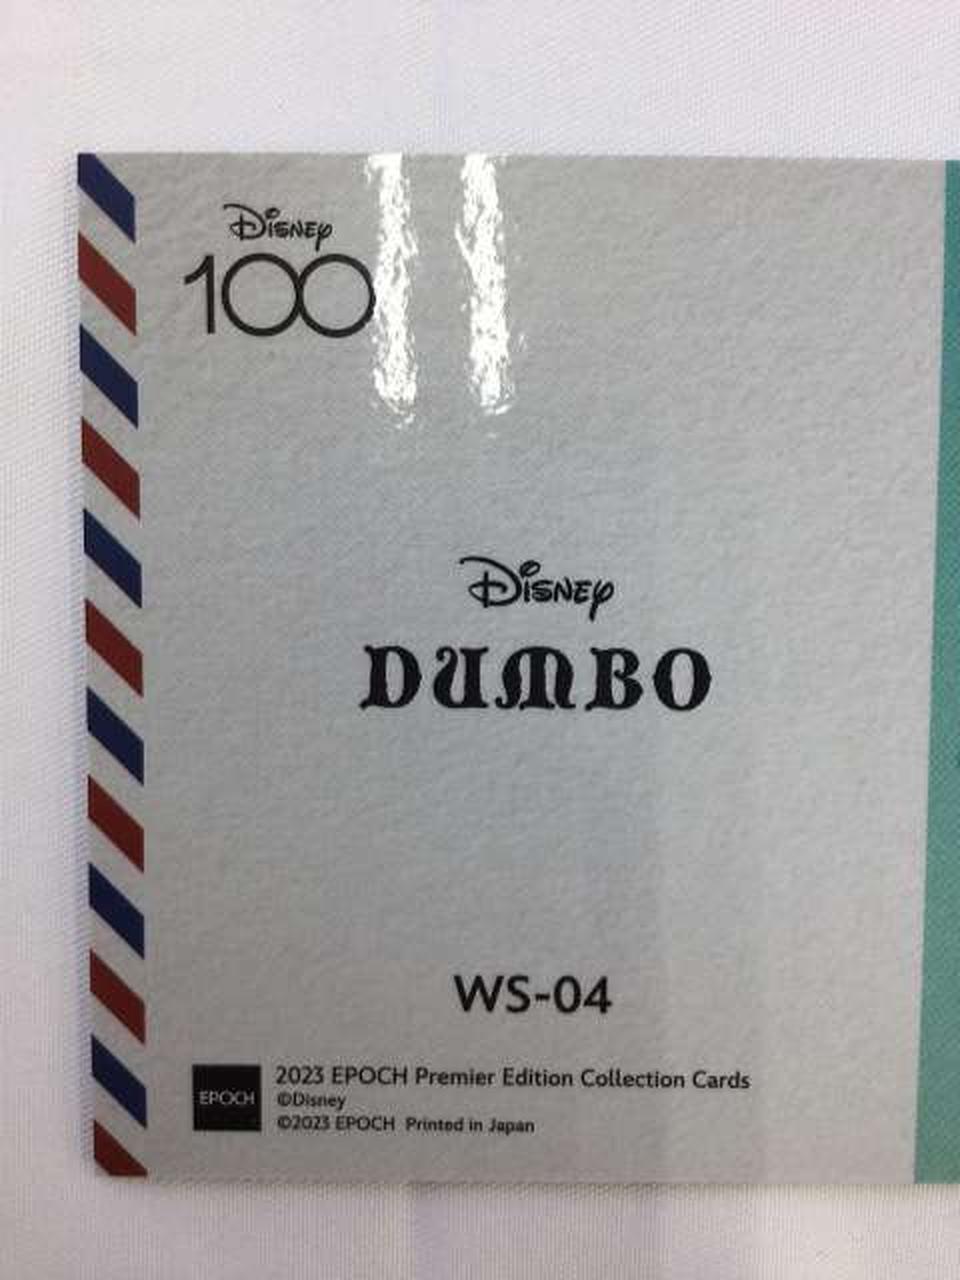 Disney
100
Disney
DUMBO
WS-04
EPOCH
2023 EPOCH Premier Edition Collection Cards
©Disney
©2023 EPOCH Printed in Japan